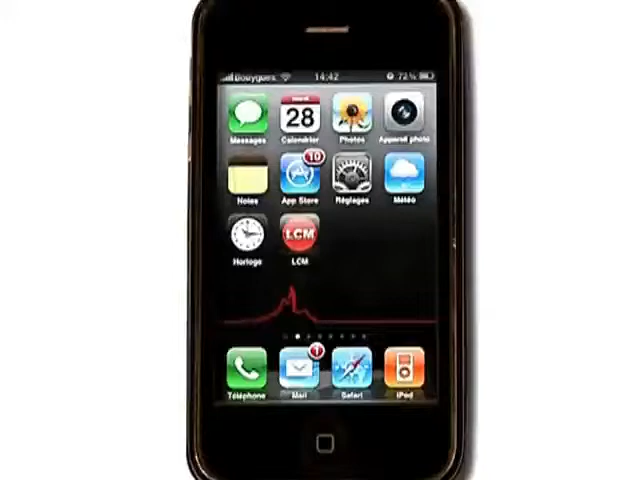 Bouygues 14:42 72%
28
Messages Calendrier Photos Appareil photo
10
Notes App Store Réglages Météo
LCM
Horloge LCM
1
Téléphone Mail Safari iPod